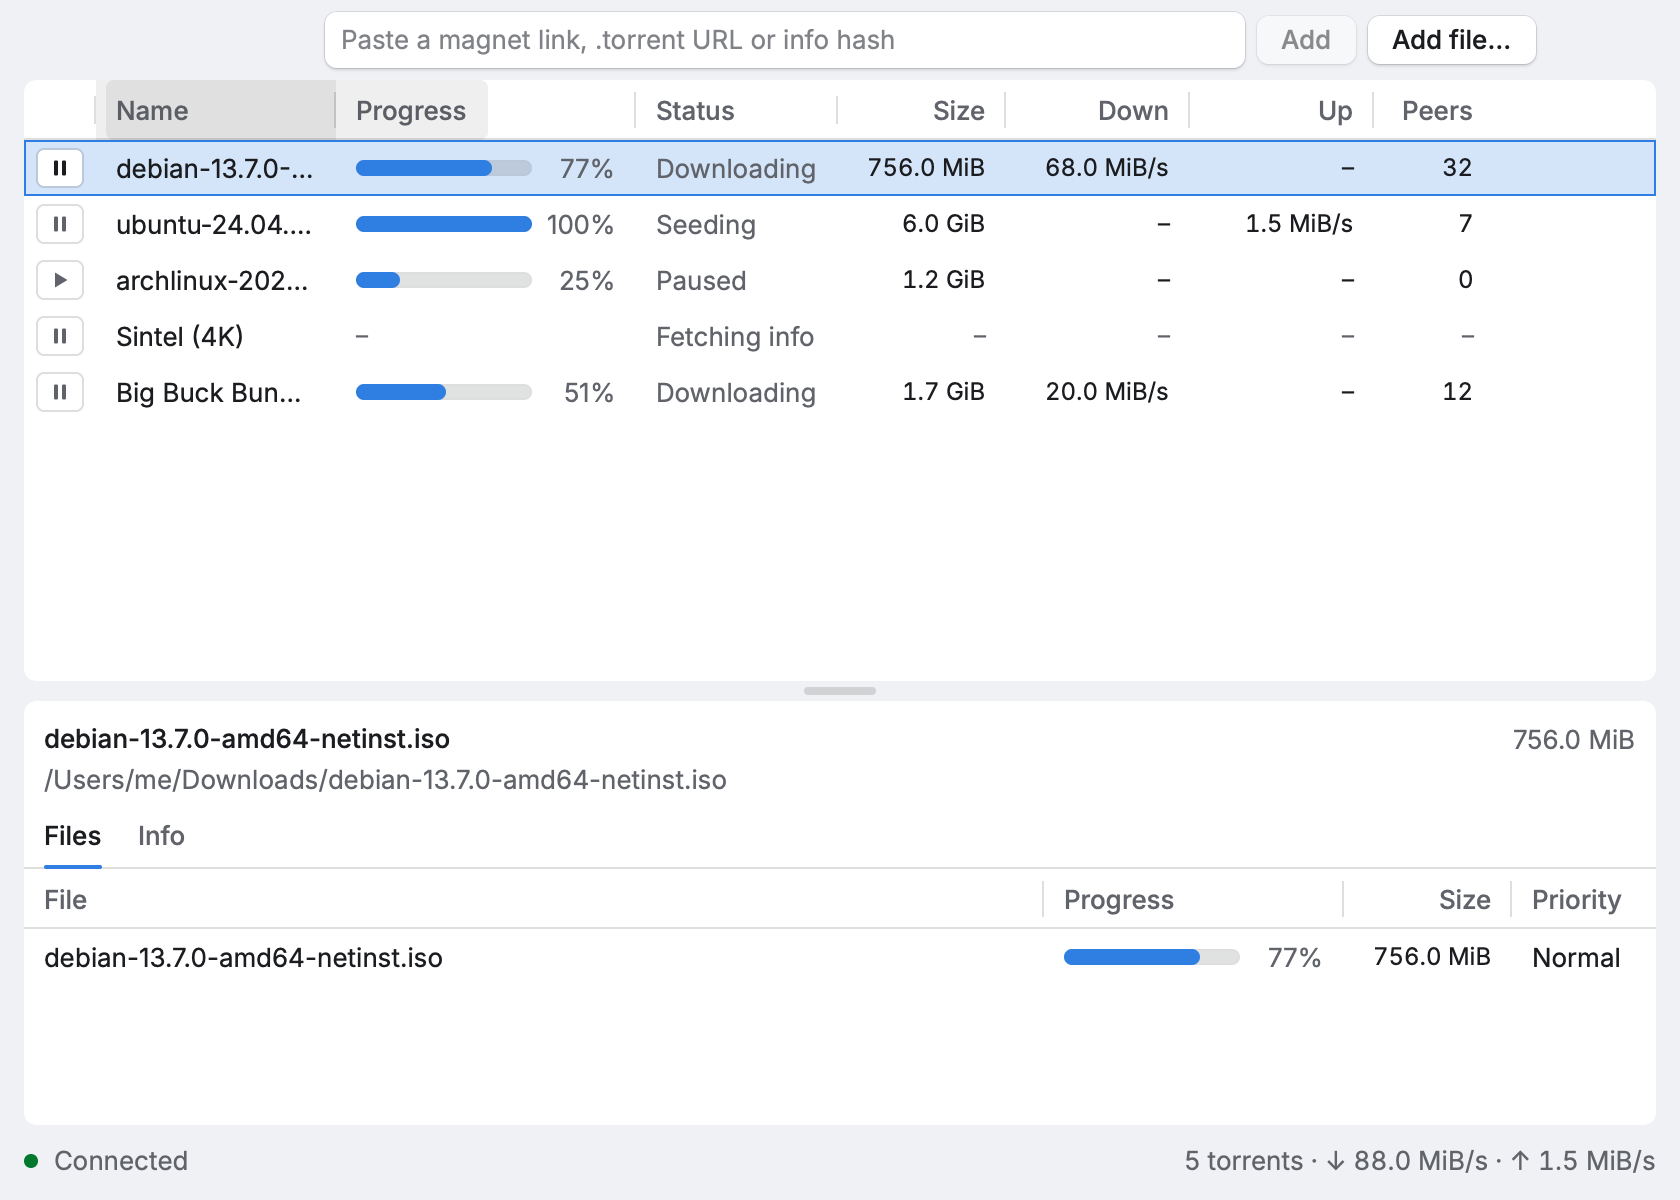 Paste a magnet link, .torrent URL or info hash Add Add file...
Name Progress Status Size Down Up Peers
debian-13.7.0-... 77% Downloading 756.0 MiB 68.0 MiB/s – 32
ubuntu-24.04.... 100% Seeding 6.0 GiB – 1.5 MiB/s 7
archlinux-202... 25% Paused 1.2 GiB – – 0
Sintel (4K) – Fetching info – – – –
Big Buck Bun... 51% Downloading 1.7 GiB 20.0 MiB/s – 12
debian-13.7.0-amd64-netinst.iso 756.0 MiB
/Users/me/Downloads/debian-13.7.0-amd64-netinst.iso
Files Info
File Progress Size Priority
debian-13.7.0-amd64-netinst.iso 77% 756.0 MiB Normal
Connected 5 torrents · ↓ 88.0 MiB/s · ↑ 1.5 MiB/s